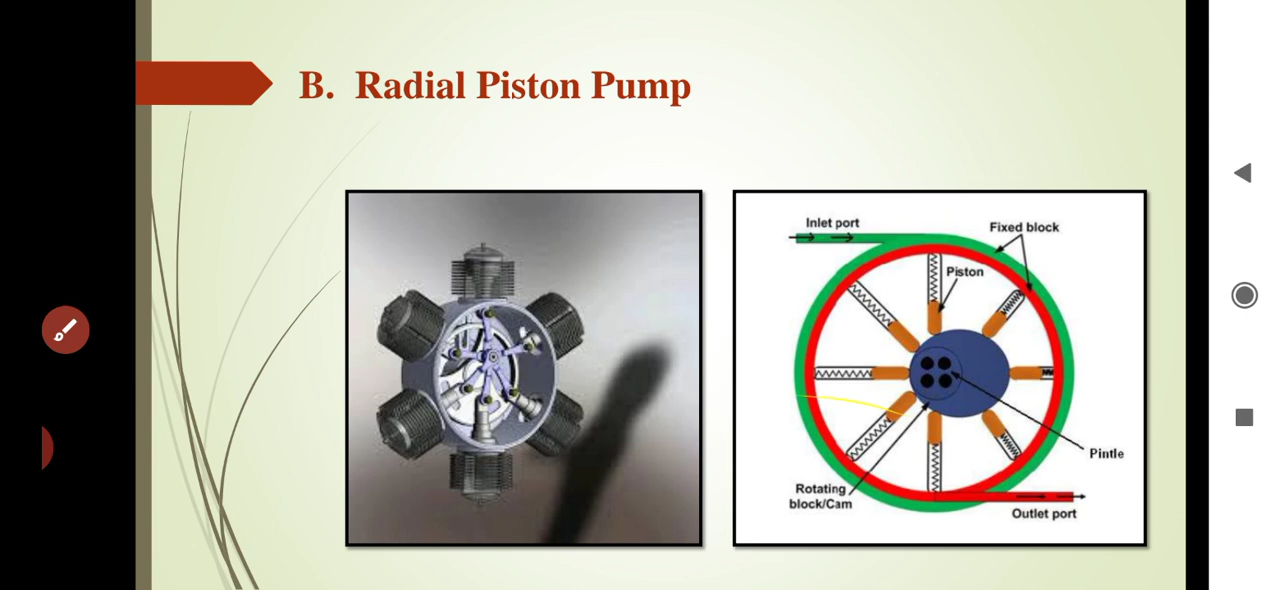 B. Radial Piston Pump
Inlet port
Fixed block
Piston
Pintle
Rotating
block/Cam
Outlet port